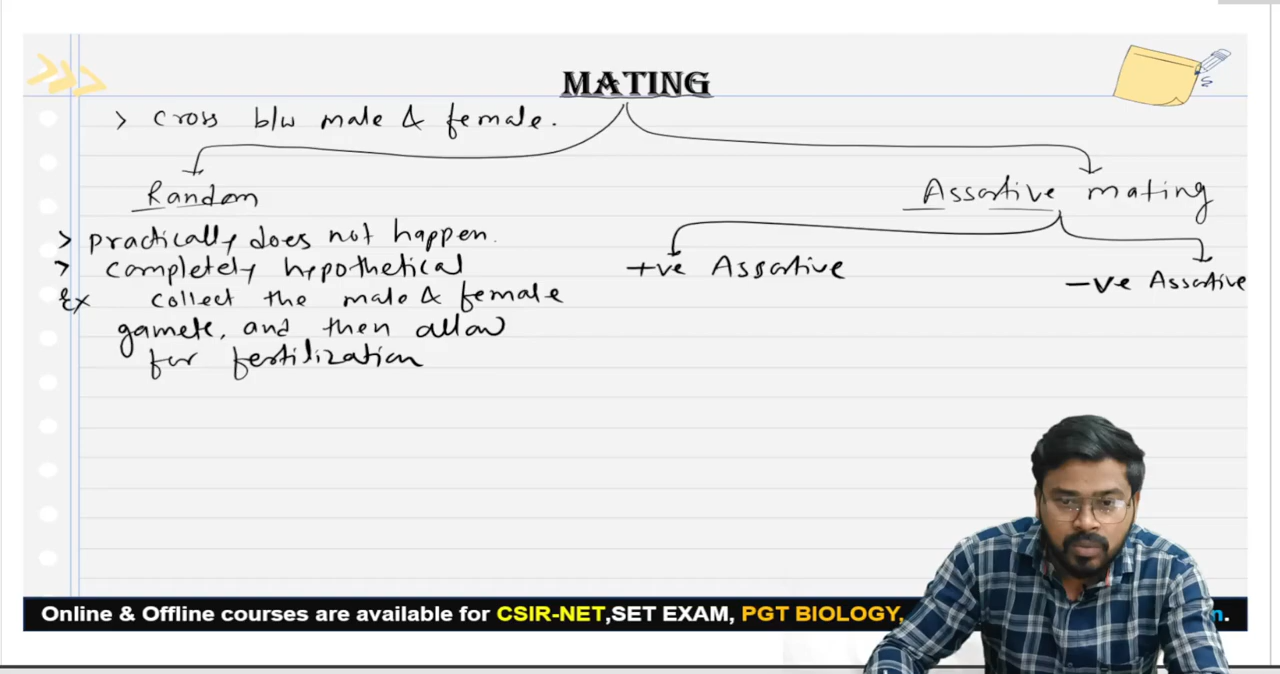 MATING
> cross b/w male & female.
Random
> practically does not happen.
> completely hypothetical
Ex collect the male & female
gamete, and then allow
for fertilization
Assortive mating
+ve Assortive
-ve Assortive
Online & Offline courses are available for CSIR-NET,SET EXAM, PGT BIOLOGY,